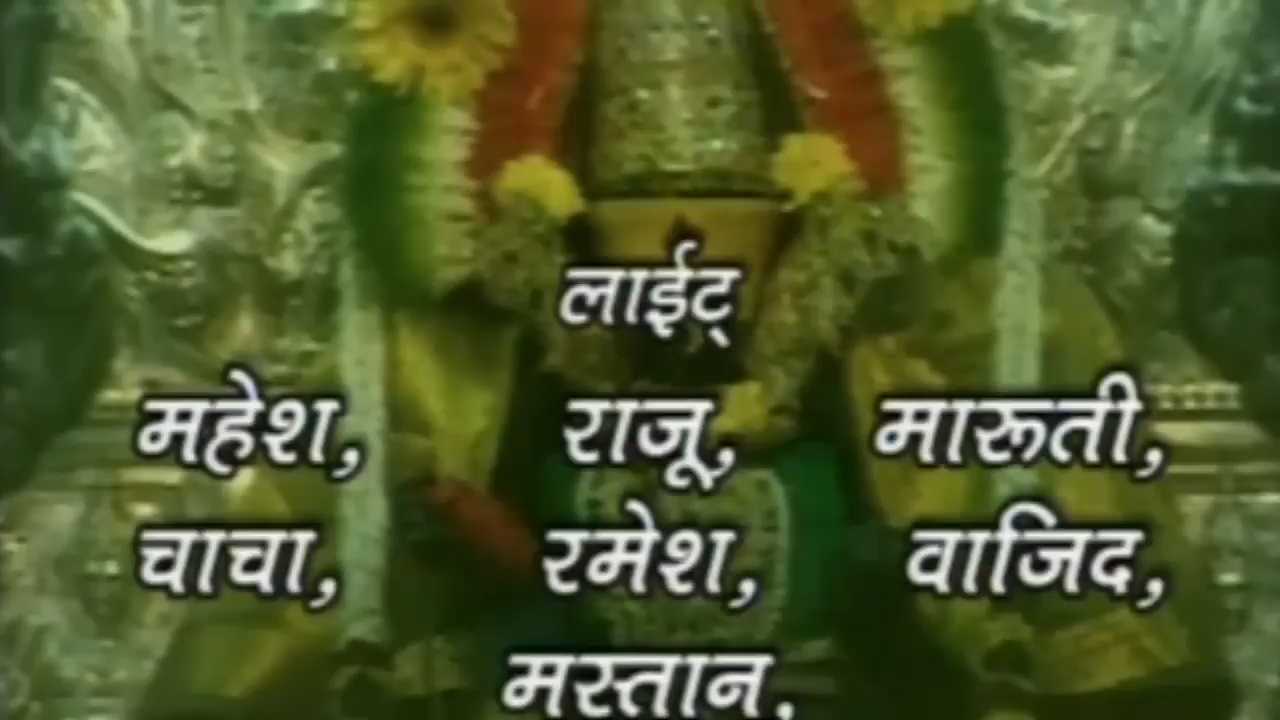 लाईट्
महेश, राजू, मारूती,
चाचा, रमेश, वाजिद,
मस्तान,